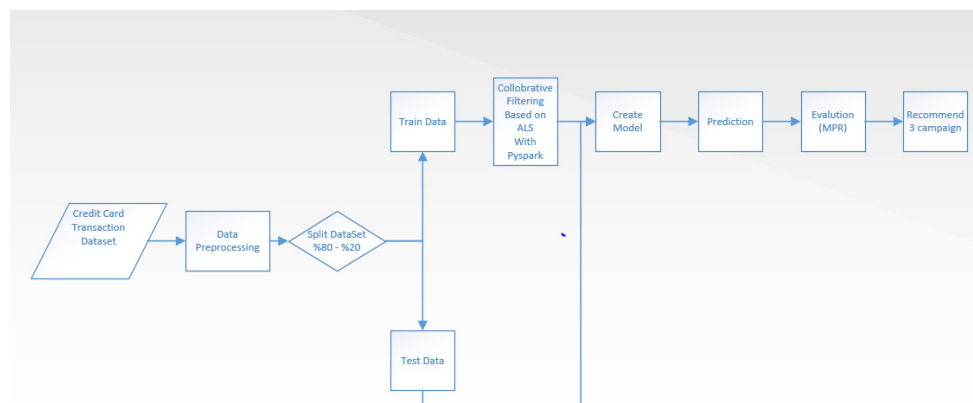 Credit Card
Transaction
Dataset
Data
Preprocessing
Split DataSet
%80 - %20
Train Data
Collobrative
Filtering
Based on
ALS
With
Pyspark
Create
Model
Prediction
Evalution
(MPR)
Recommend
3 campaign
Test Data